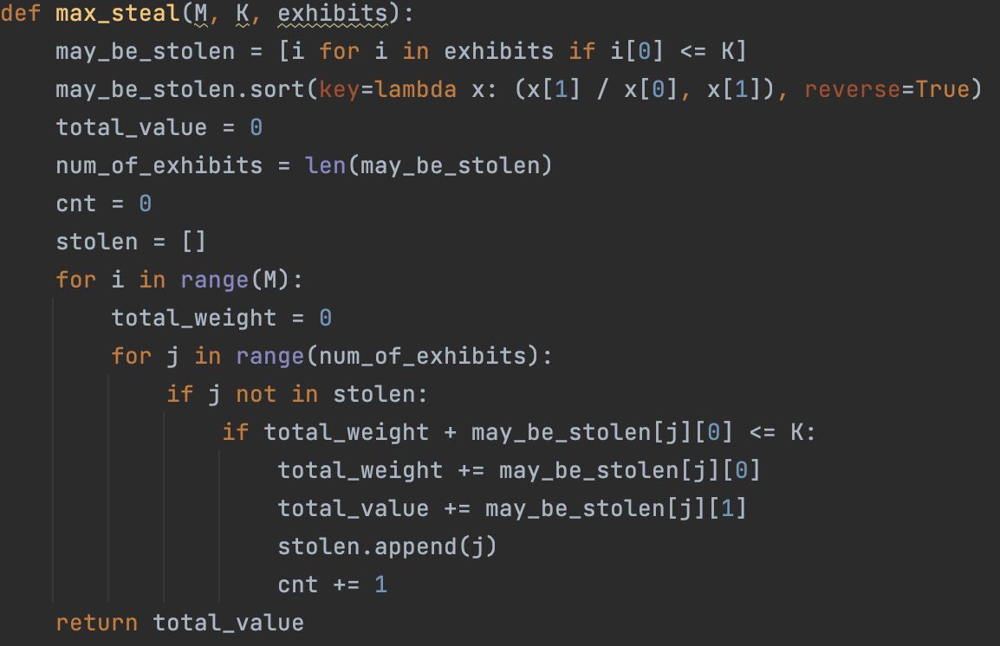 def max_steal(M, K, exhibits):
    may_be_stolen = [i for i in exhibits if i[0] <= K]
    may_be_stolen.sort(key=lambda x: (x[1] / x[0], x[1]), reverse=True)
    total_value = 0
    num_of_exhibits = len(may_be_stolen)
    cnt = 0
    stolen = []
    for i in range(M):
        total_weight = 0
        for j in range(num_of_exhibits):
            if j not in stolen:
                if total_weight + may_be_stolen[j][0] <= K:
                    total_weight += may_be_stolen[j][0]
                    total_value += may_be_stolen[j][1]
                    stolen.append(j)
                    cnt += 1
    return total_value